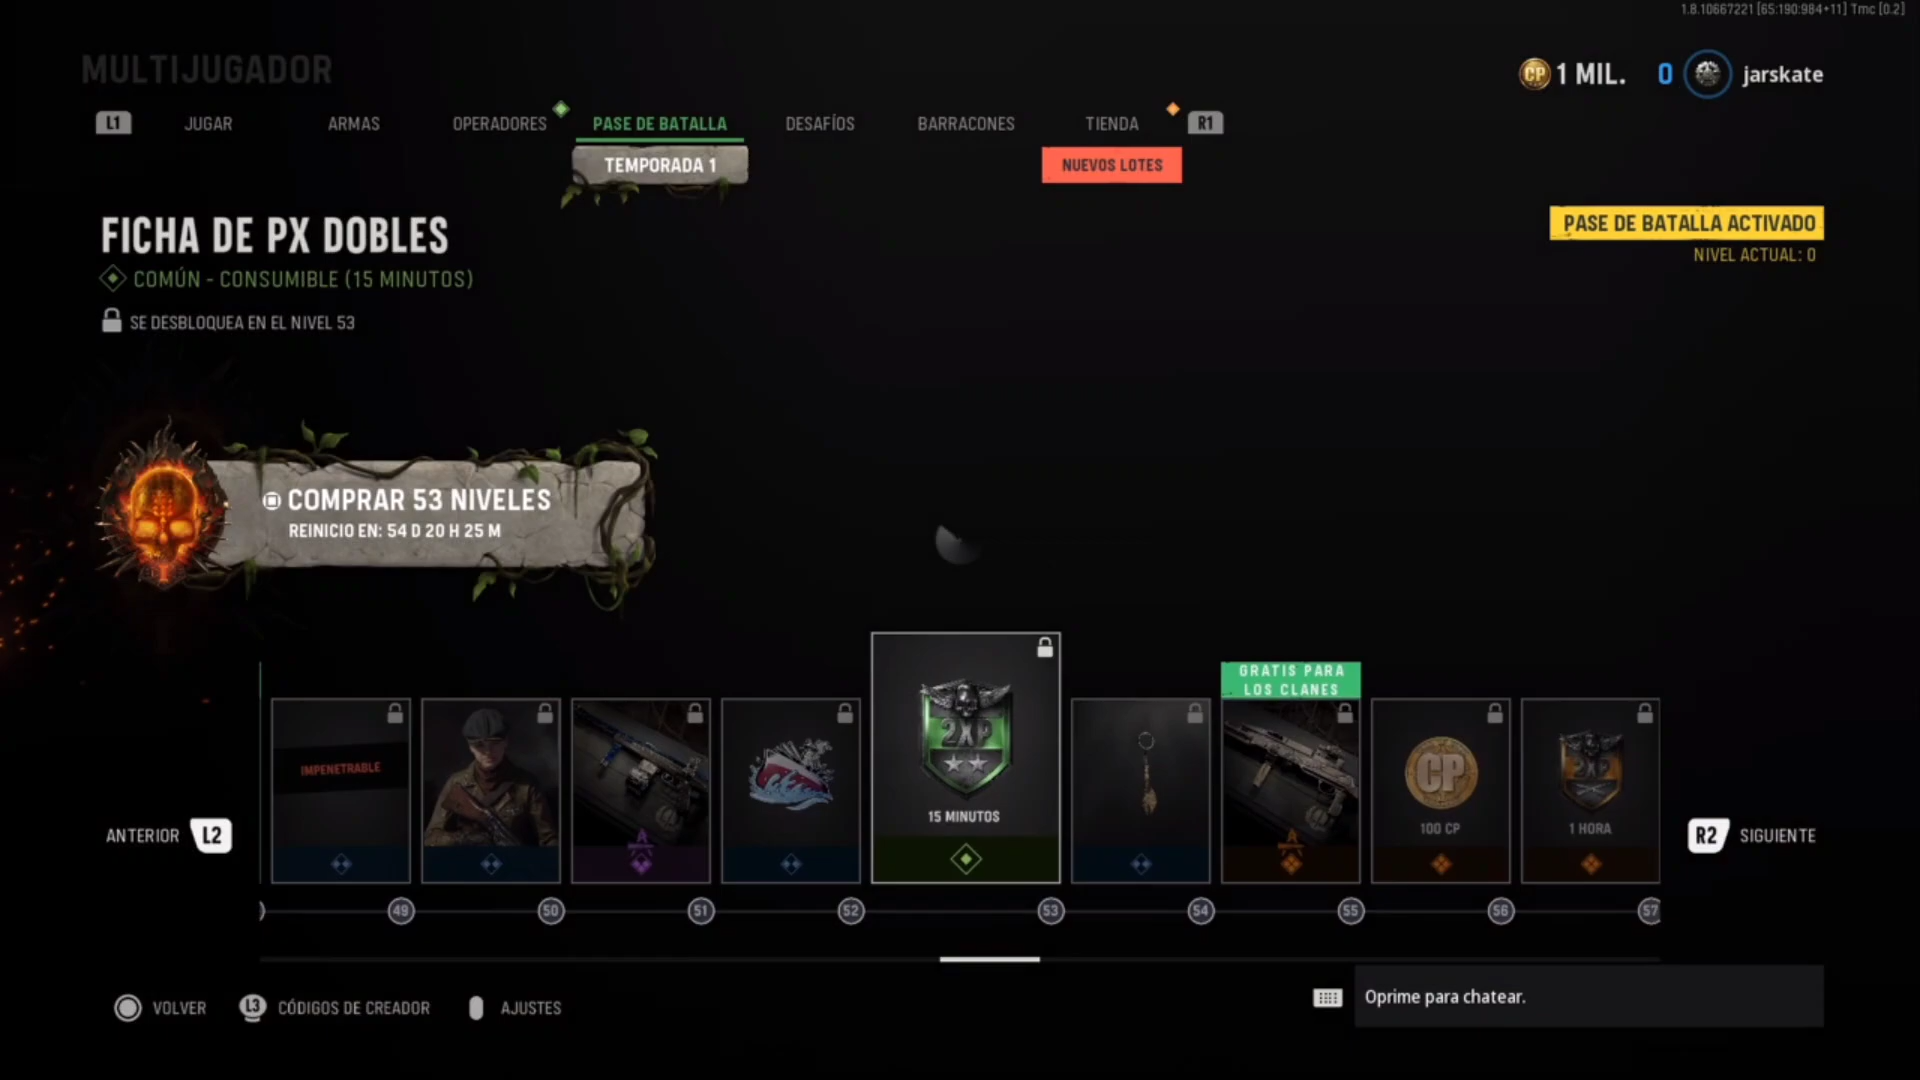 1.8.10667221 [65:190:984+11] Tmc [0.2]
MULTIJUGADOR
CP 1 MIL. 0 jarskate
L1 JUGAR ARMAS OPERADORES PASE DE BATALLA DESAFÍOS BARRACONES TIENDA R1
TEMPORADA 1
NUEVOS LOTES
FICHA DE PX DOBLES
COMÚN - CONSUMIBLE (15 MINUTOS)
SE DESBLOQUEA EN EL NIVEL 53
PASE DE BATALLA ACTIVADO
NIVEL ACTUAL: 0
COMPRAR 53 NIVELES
REINICIO EN: 54 D 20 H 25 M
GRATIS PARA
LOS CLANES
IMPENETRABLE
2XP
CP
2XP
15 MINUTOS
100 CP
1 HORA
ANTERIOR L2
R2 SIGUIENTE
49 50 51 52 53 54 55 56 57
VOLVER L3 CÓDIGOS DE CREADOR AJUSTES
Oprime para chatear.